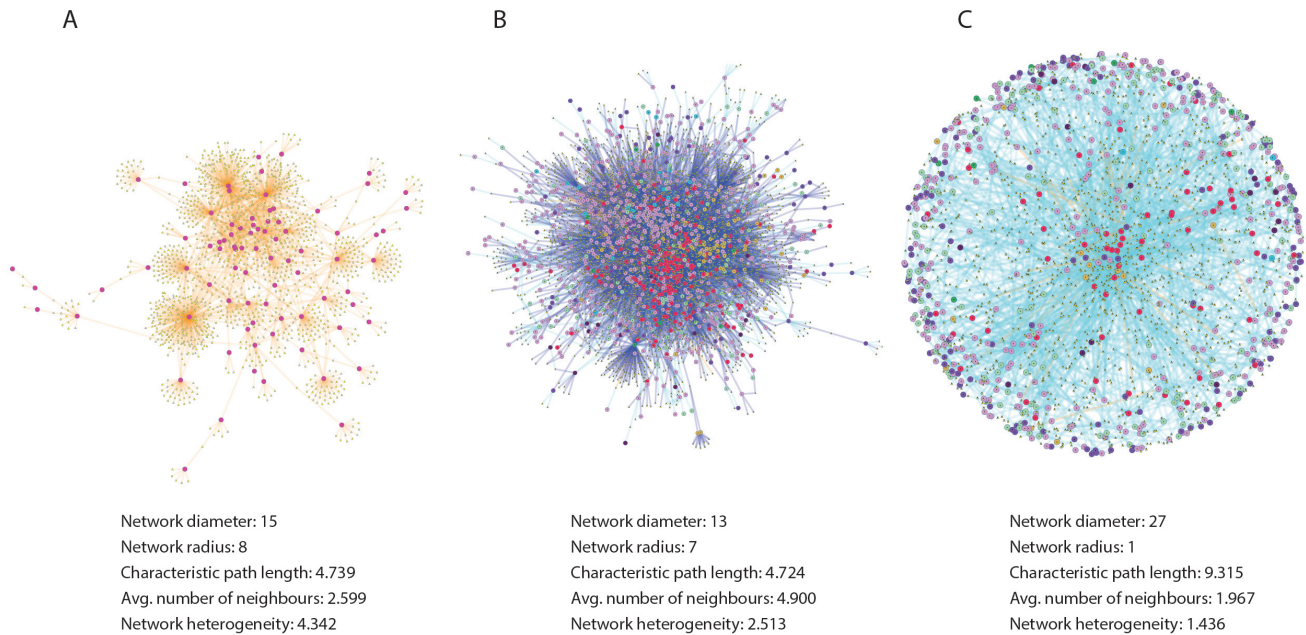 A
B
C
Network diameter: 15
Network radius: 8
Characteristic path length: 4.739
Avg. number of neighbours: 2.599
Network heterogeneity: 4.342
Network diameter: 13
Network radius: 7
Characteristic path length: 4.724
Avg. number of neighbours: 4.900
Network heterogeneity: 2.513
Network diameter: 27
Network radius: 1
Characteristic path length: 9.315
Avg. number of neighbours: 1.967
Network heterogeneity: 1.436